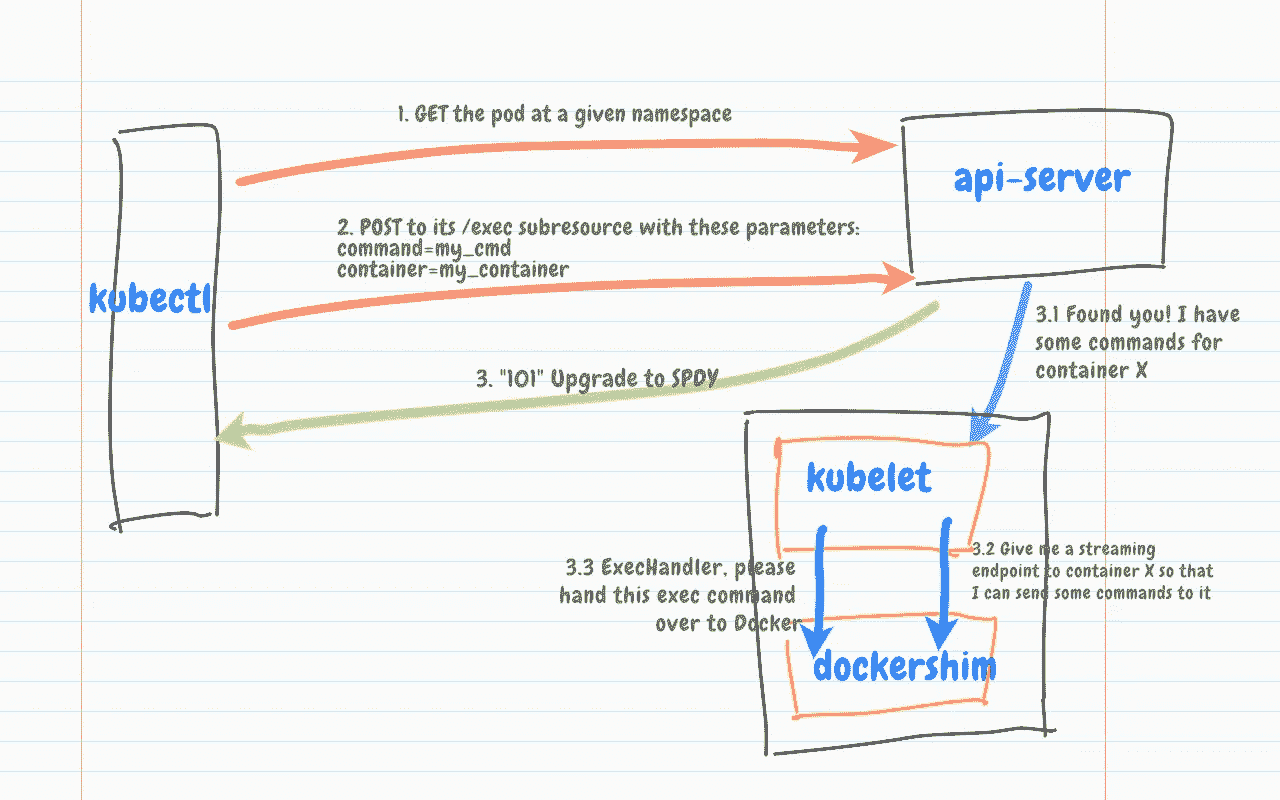 1. GET the pod at a given namespace
api-server
2. POST to its /exec subresource with these parameters:
command=my_cmd
container=my_container
kubectl
3.1 Found you! I have
some commands for
container X
3. "101" Upgrade to SPDY
kubelet
3.2 Give me a streaming
endpoint to container X so that
I can send some commands to it
3.3 ExecHandler, please
hand this exec command
over to Docker
dockershim